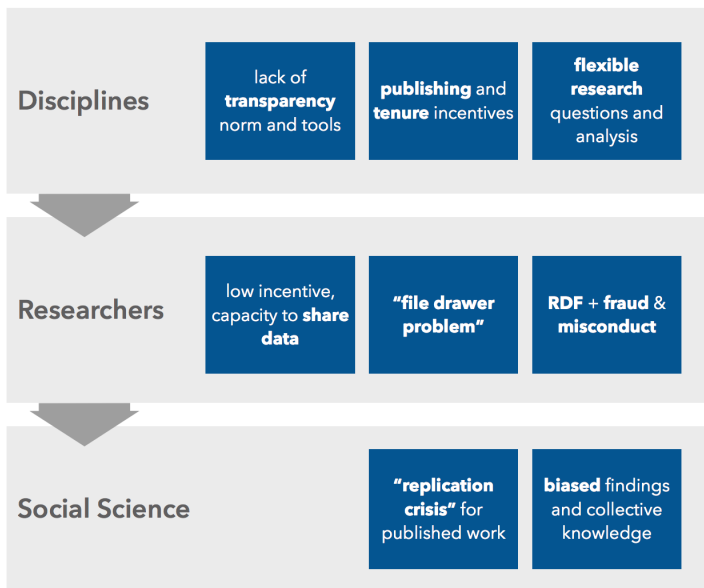 Disciplines
lack of
transparency
norm and tools
publishing and
tenure incentives
flexible
research
questions and
analysis
Researchers
low incentive,
capacity to share
data
“file drawer
problem”
RDF + fraud &
misconduct
Social Science
“replication
crisis” for
published work
biased findings
and collective
knowledge